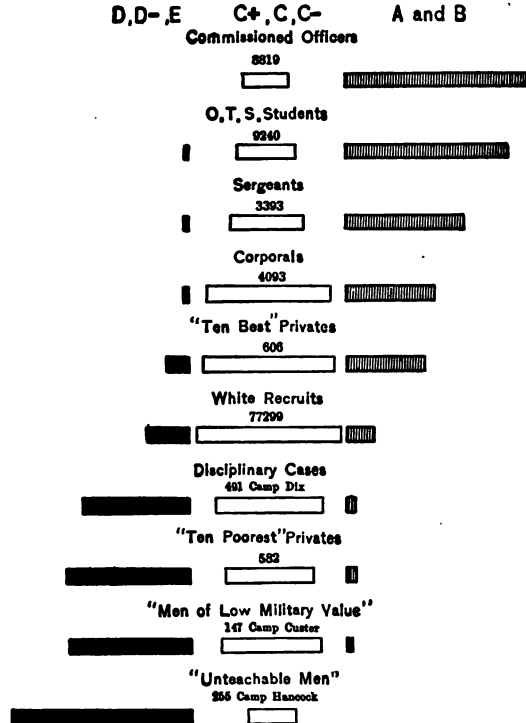 D, D-, E C+, C, C- A and B
Commissioned Officers
8819
O. T. S. Students
9240
Sergeants
3393
Corporals
4093
"Ten Best" Privates
606
White Recruits
77299
Disciplinary Cases
491 Camp Dix
"Ten Poorest" Privates
582
"Men of Low Military Value"
147 Camp Custer
"Unteachable Men"
255 Camp Hancock